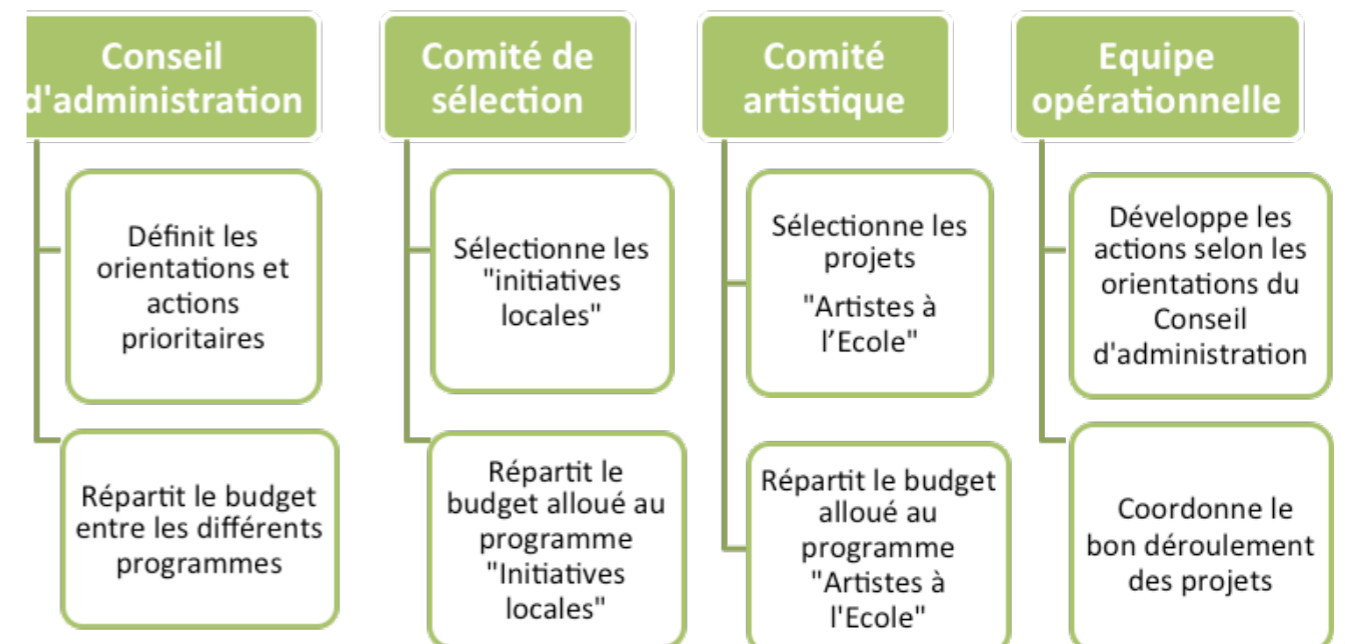 Conseil
d'administration
Définit les
orientations et
actions
prioritaires
Répartit le budget
entre les différents
programmes
Comité de
sélection
Sélectionne les
"initiatives
locales"
Répartit le
budget alloué au
programme
"Initiatives
locales"
Comité
artistique
Sélectionne les
projets
"Artistes à
l’Ecole"
Répartit le budget
alloué au
programme
"Artistes à
l'Ecole"
Equipe
opérationnelle
Développe les
actions selon les
orientations du
Conseil
d'administration
Coordonne le
bon déroulement
des projets